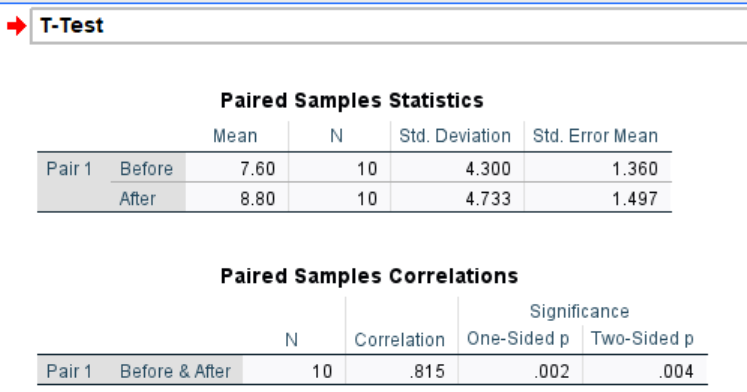 T-Test
Paired Samples Statistics
Mean N Std. Deviation Std. Error Mean
Pair 1 Before 7.60 10 4.300 1.360
After 8.80 10 4.733 1.497
Paired Samples Correlations
Significance
N Correlation One-Sided p Two-Sided p
Pair 1 Before & After 10 .815 .002 .004